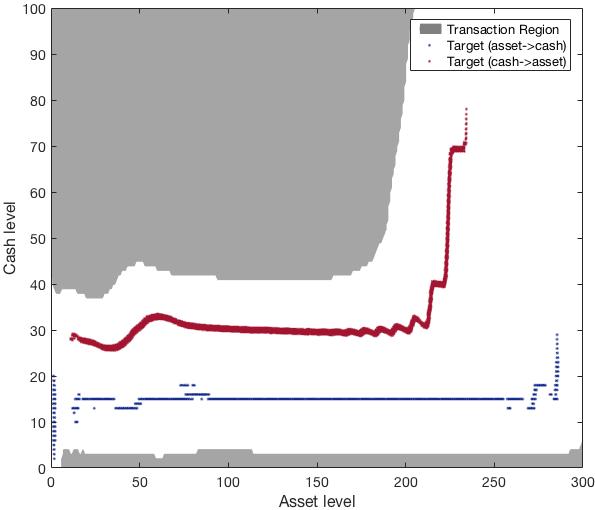 100
90
80
70
60
50
40
30
20
10
0
Cash level
Transaction Region
Target (asset->cash)
Target (cash->asset)
0 50 100 150 200 250 300
Asset level